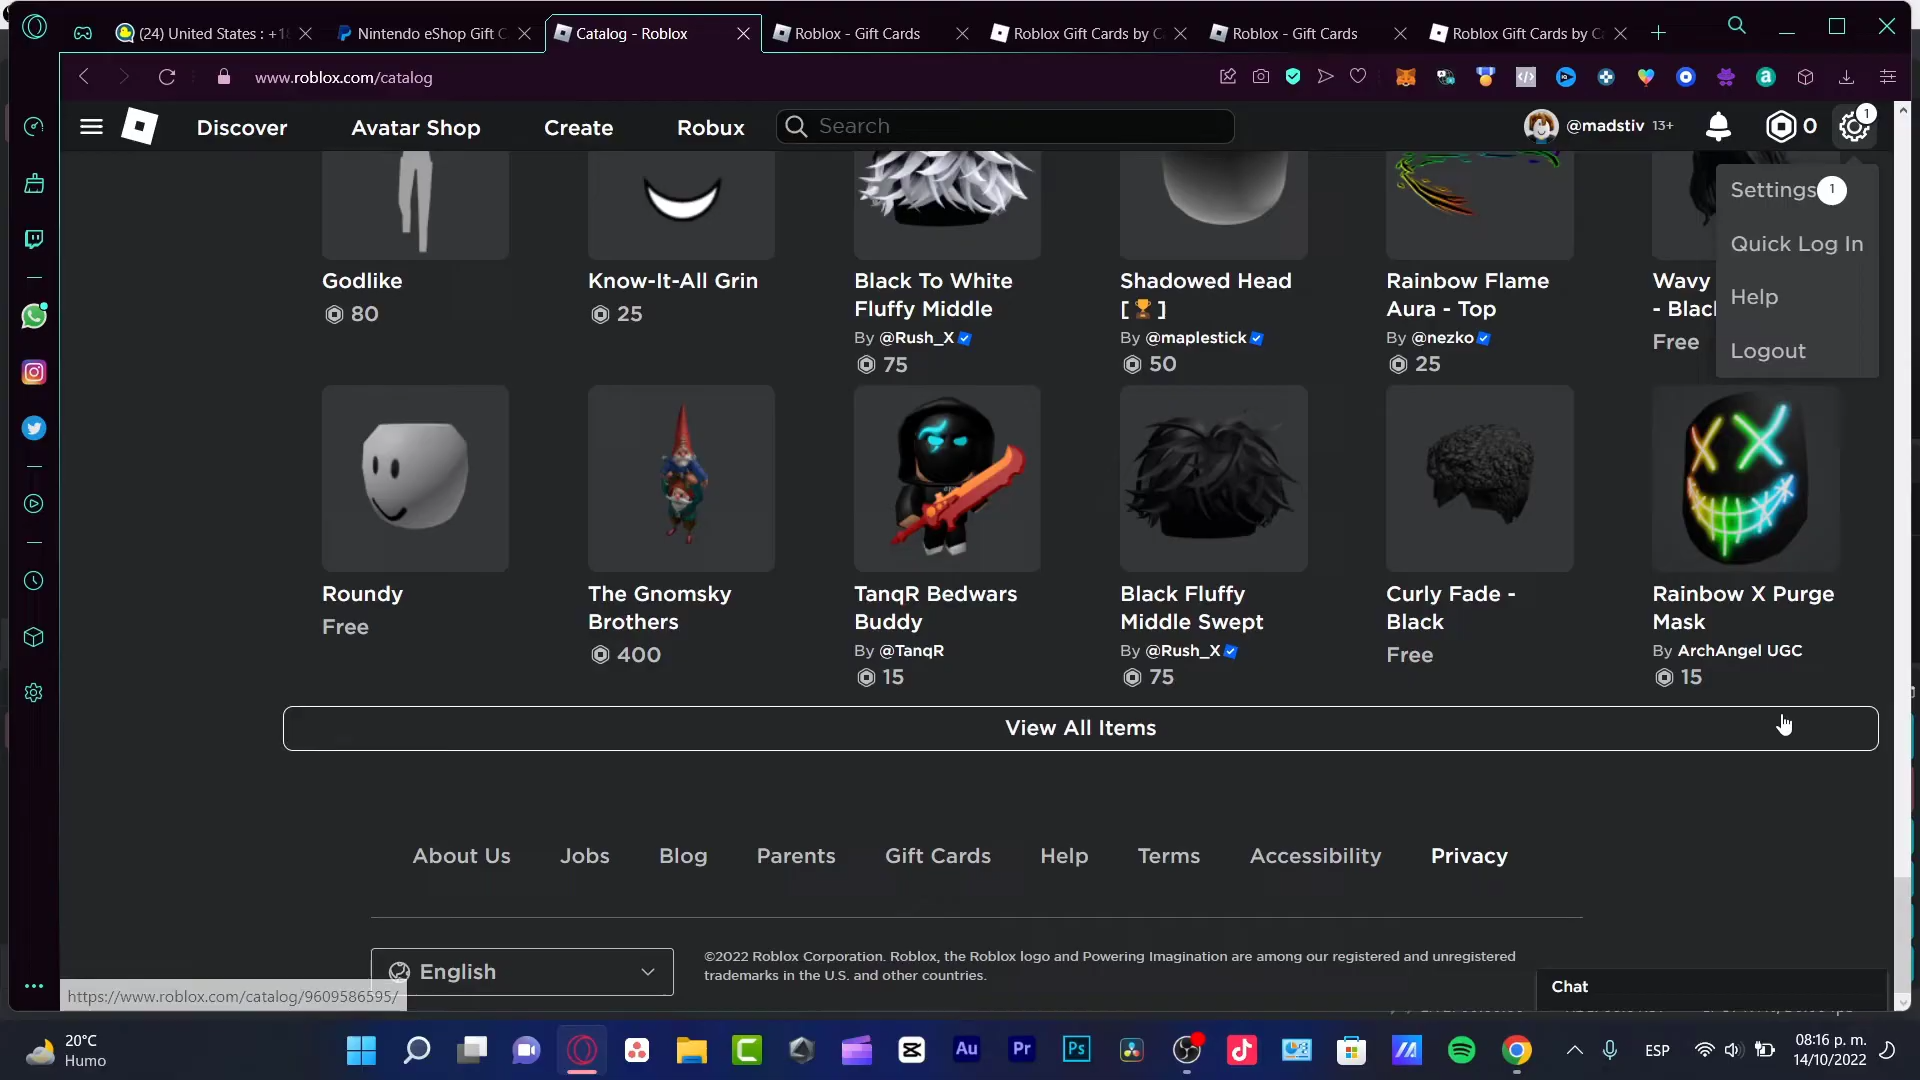 (24) United States : +1
Nintendo eShop Gift C
Catalog - Roblox
Roblox - Gift Cards
Roblox Gift Cards by C
Roblox - Gift Cards
Roblox Gift Cards by C
www.roblox.com/catalog
Discover
Avatar Shop
Create
Robux
Search
@madstiv 13+
0
1
Settings 1
Quick Log In
Help
Logout
Godlike
80
Know-It-All Grin
25
Black To White
Fluffy Middle
By @Rush_X
75
Shadowed Head
[ 🏆 ]
By @maplestick
50
Rainbow Flame
Aura - Top
By @nezko
25
Wavy
- Black
Free
Roundy
Free
The Gnomsky
Brothers
400
TanqR Bedwars
Buddy
By @TanqR
15
Black Fluffy
Middle Swept
By @Rush_X
75
Curly Fade -
Black
Free
Rainbow X Purge
Mask
By ArchAngel UGC
15
View All Items
About Us
Jobs
Blog
Parents
Gift Cards
Help
Terms
Accessibility
Privacy
English
©2022 Roblox Corporation. Roblox, the Roblox logo and Powering Imagination are among our registered and unregistered
trademarks in the U.S. and other countries.
Chat
https://www.roblox.com/catalog/9609586595/
20°C
Humo
Au
Pr
Ps
ESP
08:16 p. m.
14/10/2022